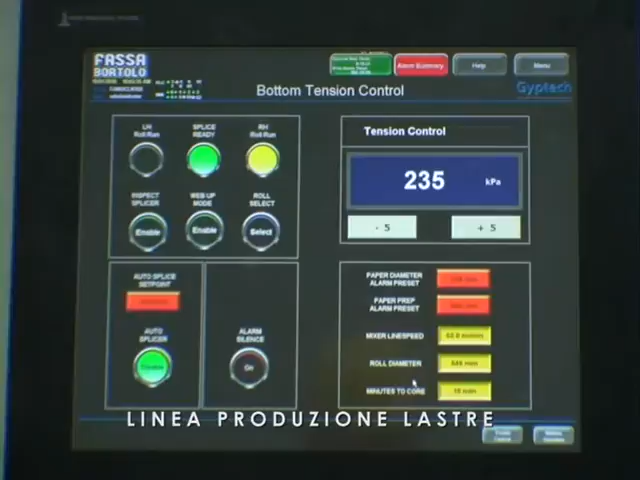 FASSA
BORTOLO
Alarm Summary
Help
Menu
Bottom Tension Control
Gyptech
LH
Roll Run
SPLICE
READY
RH
Roll Run
INSPECT
SPLICER
Enable
WEB UP
MODE
Enable
ROLL
SELECT
Select
Tension Control
235 kPa
- 5
+ 5
AUTO SPLICE
SETPOINT
AUTO
SPLICER
ALARM
SILENCE
On
PAPER DIAMETER
ALARM PRESET
PAPER PREP
ALARM PRESET
MIXER LINESPEED
ROLL DIAMETER
MINUTES TO CORE
LINEA PRODUZIONE LASTRE